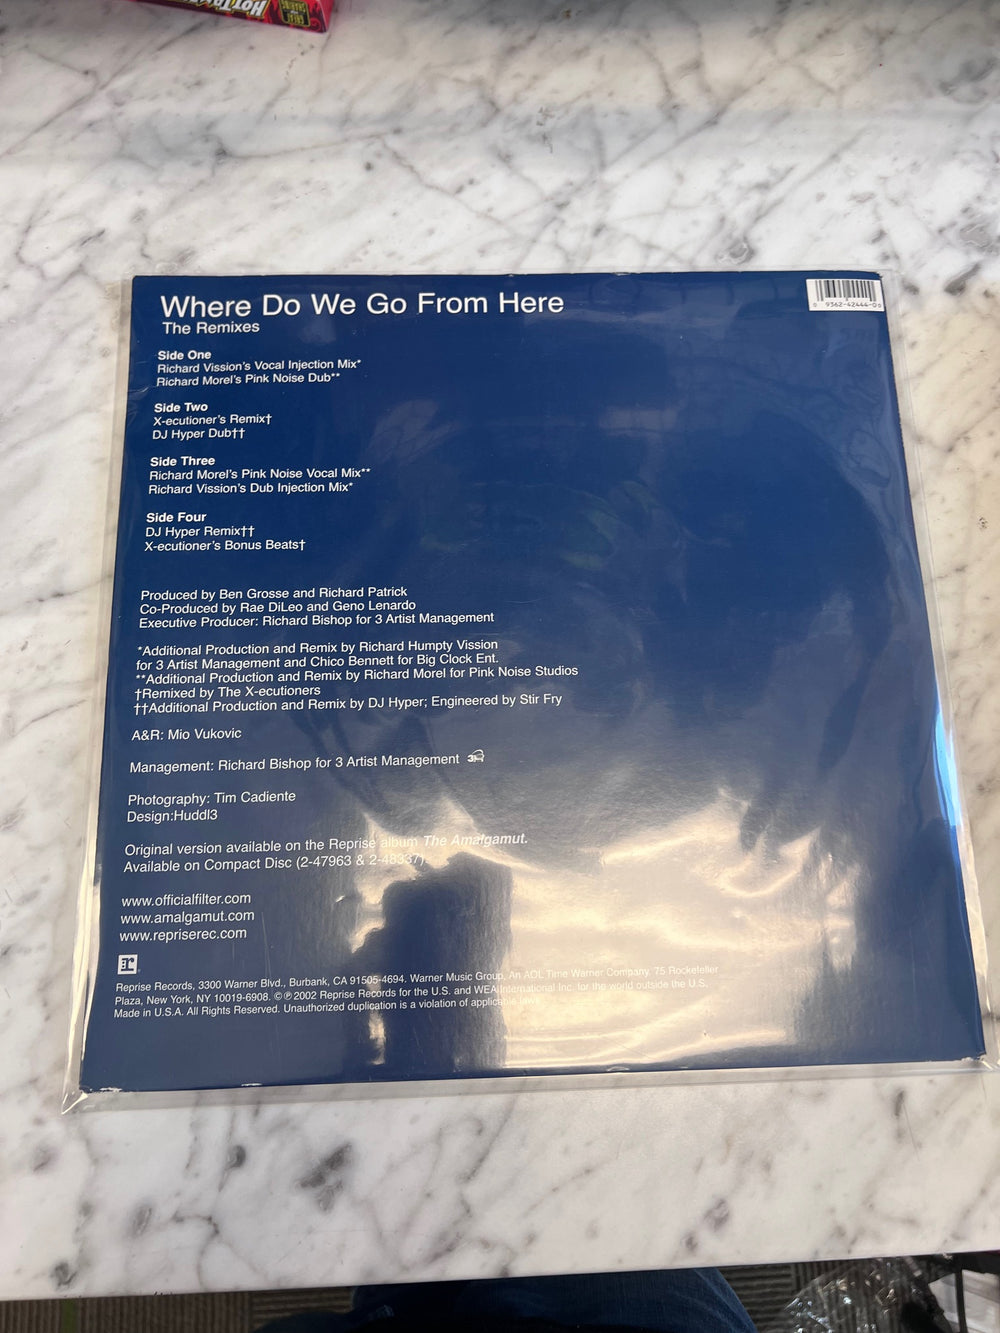 HOT TAM
GREAT
SHARING
Where Do We Go From Here
The Remixes
0 9362-42444-0
Side One
Richard Vission's Vocal Injection Mix*
Richard Morel's Pink Noise Dub**
Side Two
X-ecutioner's Remix†
DJ Hyper Dub††
Side Three
Richard Morel's Pink Noise Vocal Mix**
Richard Vission's Dub Injection Mix*
Side Four
DJ Hyper Remix††
X-ecutioner's Bonus Beats†
Produced by Ben Grosse and Richard Patrick
Co-Produced by Rae DiLeo and Geno Lenardo
Executive Producer: Richard Bishop for 3 Artist Management
*Additional Production and Remix by Richard Humpty Vission
for 3 Artist Management and Chico Bennett for Big Clock Ent.
**Additional Production and Remix by Richard Morel for Pink Noise Studios
†Remixed by The X-ecutioners
††Additional Production and Remix by DJ Hyper; Engineered by Stir Fry
A&R: Mio Vukovic
Management: Richard Bishop for 3 Artist Management
Photography: Tim Cadiente
Design:Huddl3
Original version available on the Reprise album The Amalgamut.
Available on Compact Disc (2-47963 & 2-48337)
www.officialfilter.com
www.amalgamut.com
www.repriserec.com
Reprise Records, 3300 Warner Blvd., Burbank, CA 91505-4694. Warner Music Group, An AOL Time Warner Company. 75 Rockefeller
Plaza, New York, NY 10019-6908. ©℗ 2002 Reprise Records for the U.S. and WEA International Inc. for the world outside the U.S.
Made in U.S.A. All Rights Reserved. Unauthorized duplication is a violation of applicable laws.